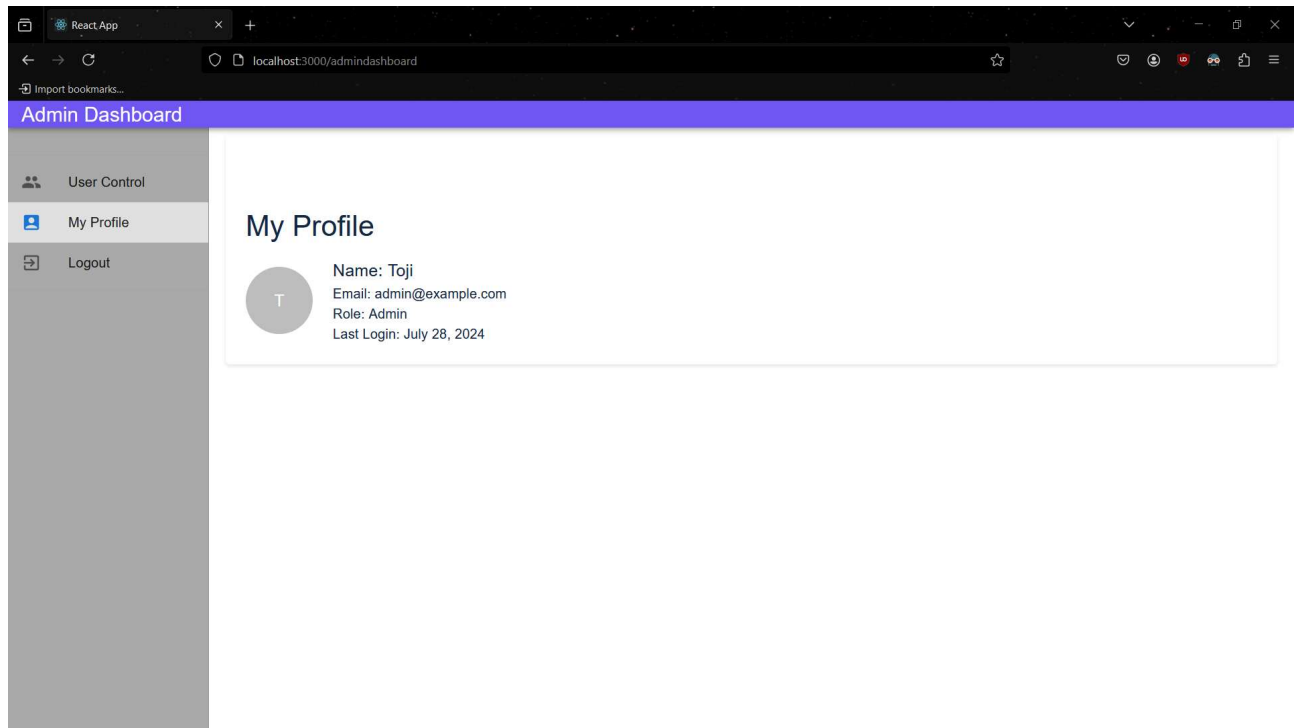 React App
localhost:3000/admindashboard
Import bookmarks...
Admin Dashboard
User Control
My Profile
Logout
My Profile
T
Name: Toji
Email: admin@example.com
Role: Admin
Last Login: July 28, 2024